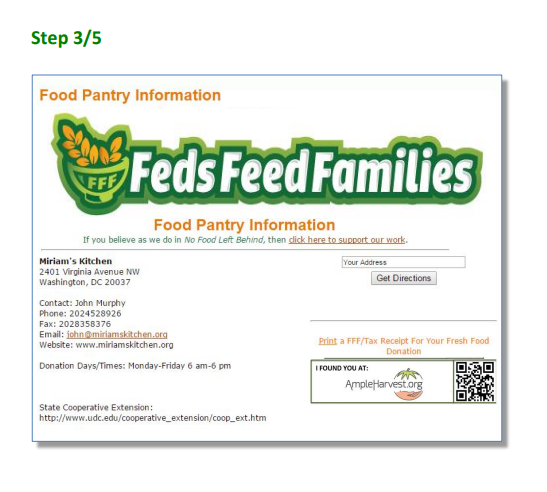 Step 3/5
Food Pantry Information
FFF
Feds Feed Families
Food Pantry Information
If you believe as we do in No Food Left Behind, then click here to support our work.
Miriam's Kitchen
2401 Virginia Avenue NW
Washington, DC 20037
Contact: John Murphy
Phone: 2024528926
Fax: 2028358376
Email: john@miriamskitchen.org
Website: www.miriamskitchen.org
Donation Days/Times: Monday-Friday 6 am-6 pm
State Cooperative Extension:
http://www.udc.edu/cooperative_extension/coop_ext.htm
Your Address
Get Directions
Print a FFF/Tax Receipt For Your Fresh Food
Donation
I FOUND YOU AT:
AmpleHarvest.org